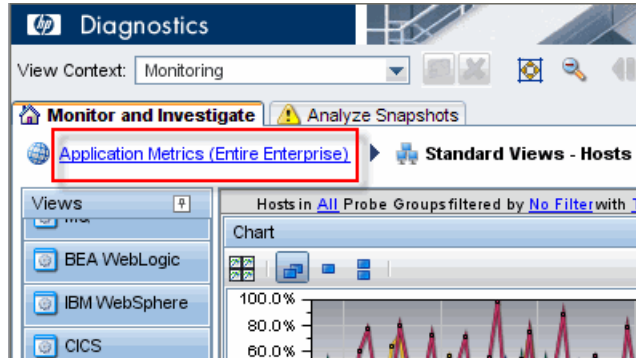 hp Diagnostics
View Context: Monitoring
Monitor and Investigate Analyze Snapshots
Application Metrics (Entire Enterprise) Standard Views - Hosts
Views
Hosts in All Probe Groups filtered by No Filter with
Chart
BEA WebLogic
IBM WebSphere
CICS
100.0%
80.0%
60.0%